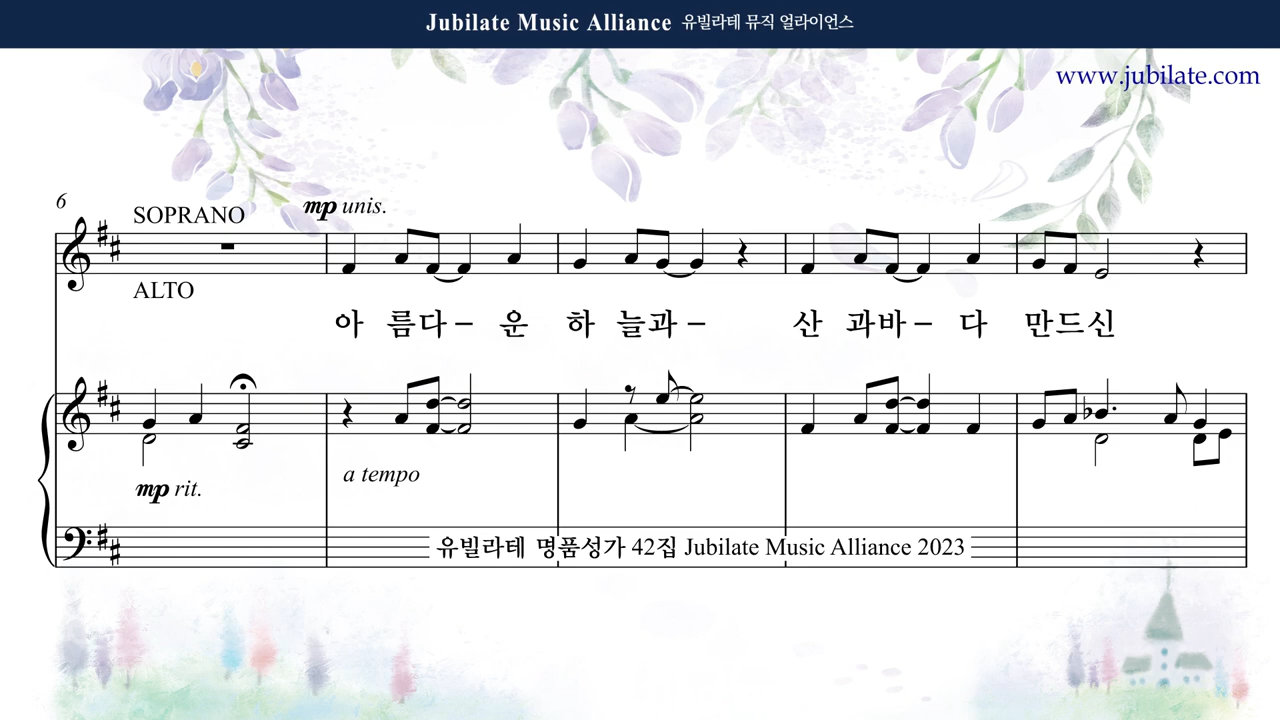 Jubilate Music Alliance 유빌라테 뮤직 얼라이언스
www.jubilate.com
6
SOPRANO
mp unis.
ALTO
아 름다 – 운 하 늘과 – 산 과바 – 다 만드신
a tempo
mp rit.
유빌라테 명품성가 42집 Jubilate Music Alliance 2023